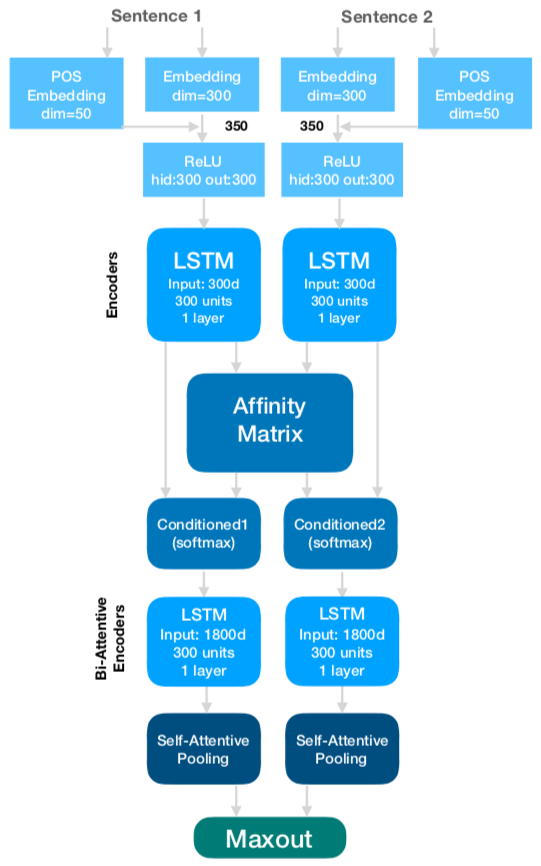 Sentence 1
Sentence 2
POS
Embedding
dim=50
Embedding
dim=300
Embedding
dim=300
POS
Embedding
dim=50
350
350
ReLU
hid:300 out:300
ReLU
hid:300 out:300
Encoders
LSTM
Input: 300d
300 units
1 layer
LSTM
Input: 300d
300 units
1 layer
Affinity
Matrix
Conditioned1
(softmax)
Conditioned2
(softmax)
Bi-Attentive
Encoders
LSTM
Input: 1800d
300 units
1 layer
LSTM
Input: 1800d
300 units
1 layer
Self-Attentive
Pooling
Self-Attentive
Pooling
Maxout